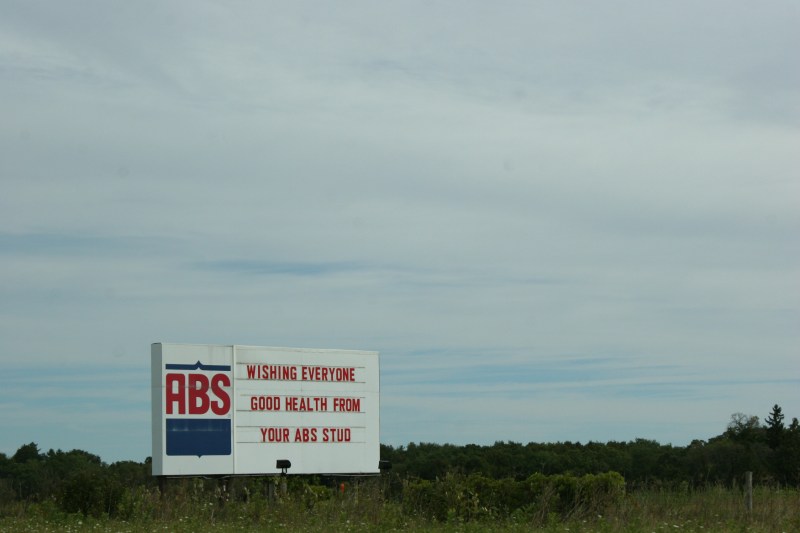 ABS
WISHING EVERYONE
GOOD HEALTH FROM
YOUR ABS STUD